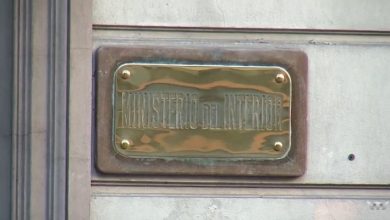 MINISTERIO DEL INTERIOR